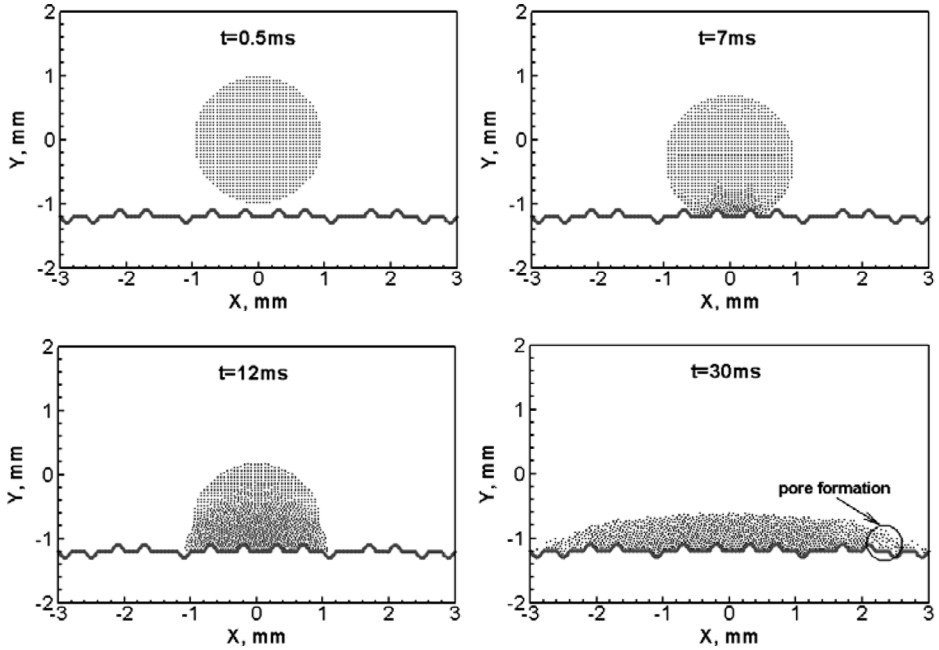 t=0.5ms
2
1
0
-1
-2
Y, mm
-3 -2 -1 0 1 2 3
X, mm
t=7ms
2
1
0
-1
-2
Y, mm
-3 -2 -1 0 1 2 3
X, mm
t=12ms
2
1
0
-1
-2
Y, mm
-3 -2 -1 0 1 2 3
X, mm
t=30ms
2
1
0
-1
-2
Y, mm
pore formation
-3 -2 -1 0 1 2 3
X, mm